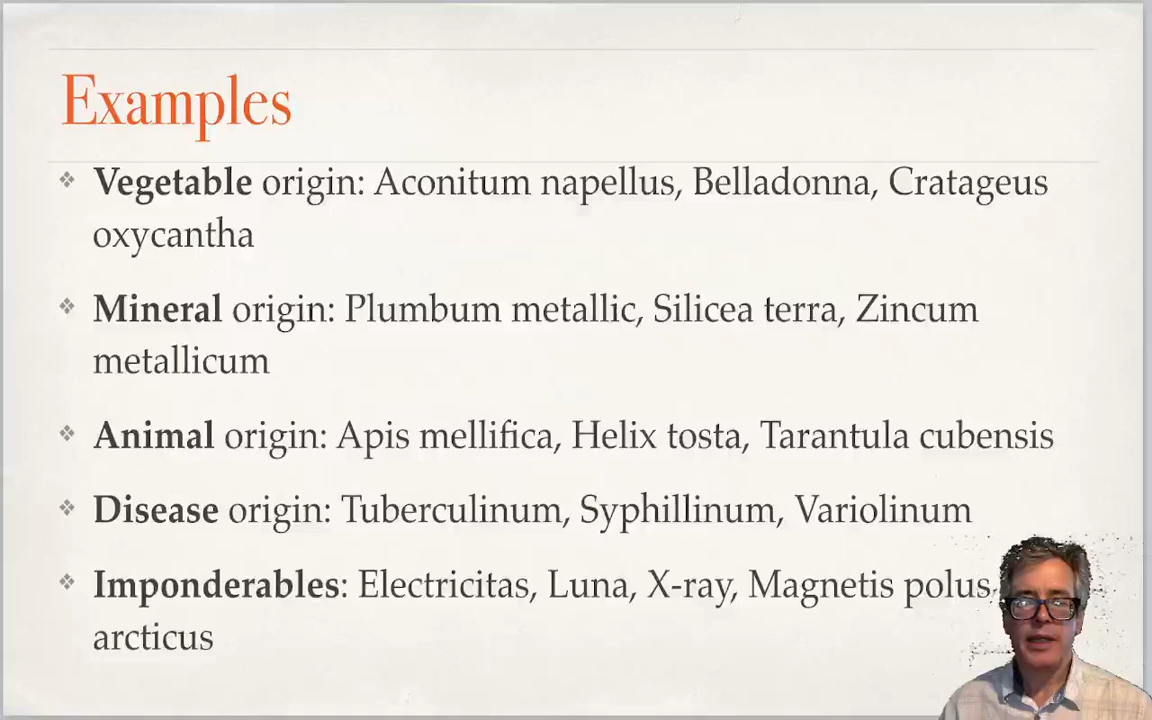 Examples
Vegetable origin: Aconitum napellus, Belladonna, Cratageus
oxycantha
Mineral origin: Plumbum metallic, Silicea terra, Zincum
metallicum
Animal origin: Apis mellifica, Helix tosta, Tarantula cubensis
Disease origin: Tuberculinum, Syphillinum, Variolinum
Imponderables: Electricitas, Luna, X-ray, Magnetis polus
arcticus